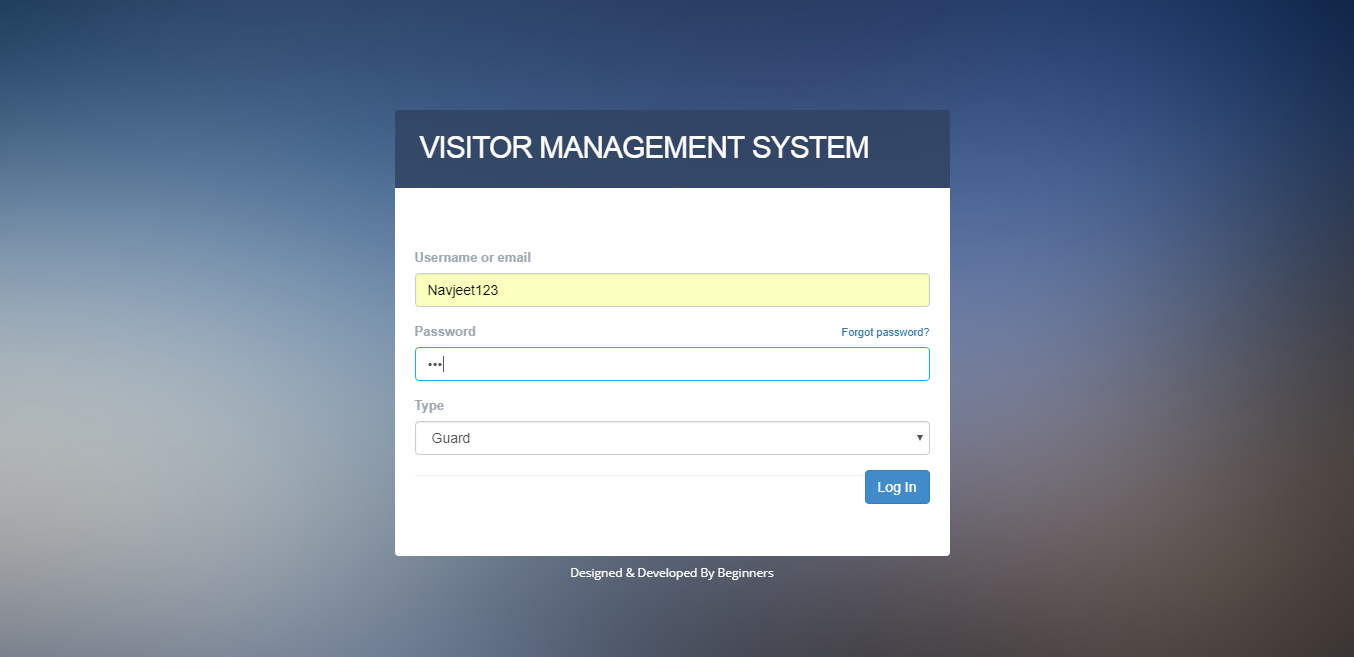 VISITOR MANAGEMENT SYSTEM
Username or email
Navjeet123
Password
Forgot password?
•••
Type
Guard
Log In
Designed & Developed By Beginners